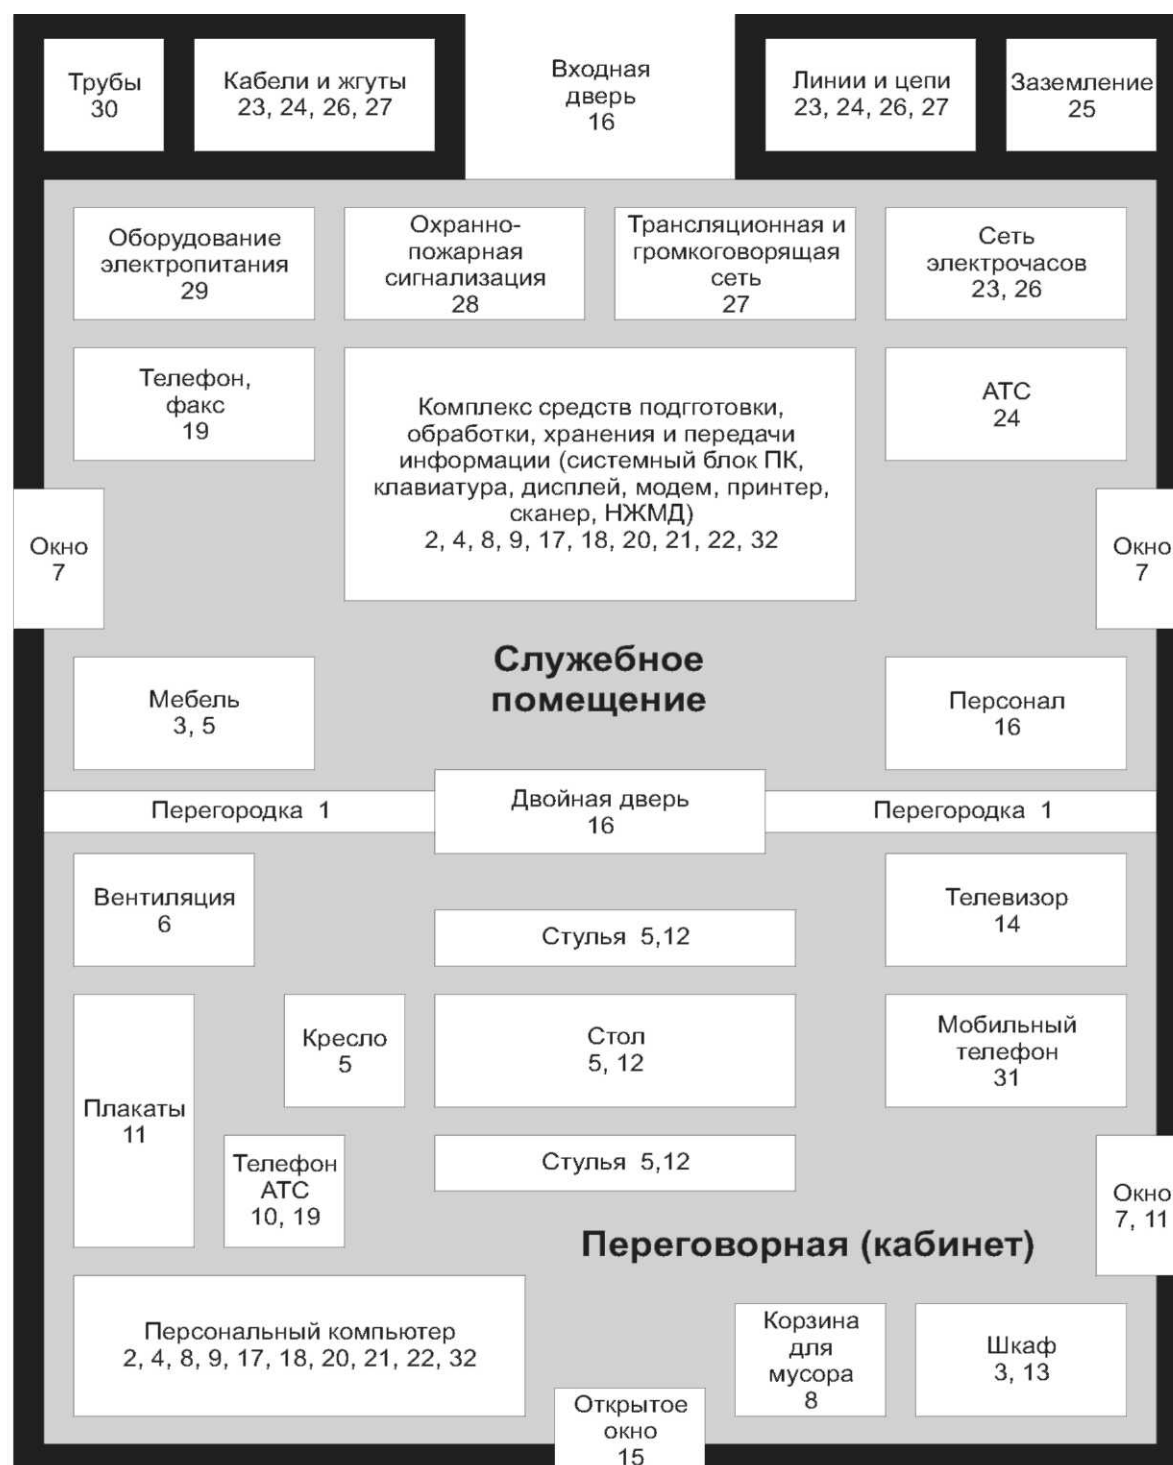 Трубы
30
Кабели и жгуты
23, 24, 26, 27
Входная
дверь
16
Линии и цепи
23, 24, 26, 27
Заземление
25
Оборудование
электропитания
29
Охранно-
пожарная
сигнализация
28
Трансляционная и
громкоговорящая
сеть
27
Сеть
электрочасов
23, 26
Телефон,
факс
19
Комплекс средств подгготовки,
обработки, хранения и передачи
информации (системный блок ПК,
клавиатура, дисплей, модем, принтер,
сканер, НЖМД)
2, 4, 8, 9, 17, 18, 20, 21, 22, 32
АТС
24
Окно
7
Окно
7
Служебное
помещение
Мебель
3, 5
Персонал
16
Перегородка 1
Двойная дверь
16
Перегородка 1
Вентиляция
6
Стулья 5,12
Телевизор
14
Плакаты
11
Кресло
5
Стол
5, 12
Мобильный
телефон
31
Телефон
АТС
10, 19
Стулья 5,12
Окно
7, 11
Переговорная (кабинет)
Персональный компьютер
2, 4, 8, 9, 17, 18, 20, 21, 22, 32
Открытое
окно
15
Корзина
для
мусора
8
Шкаф
3, 13